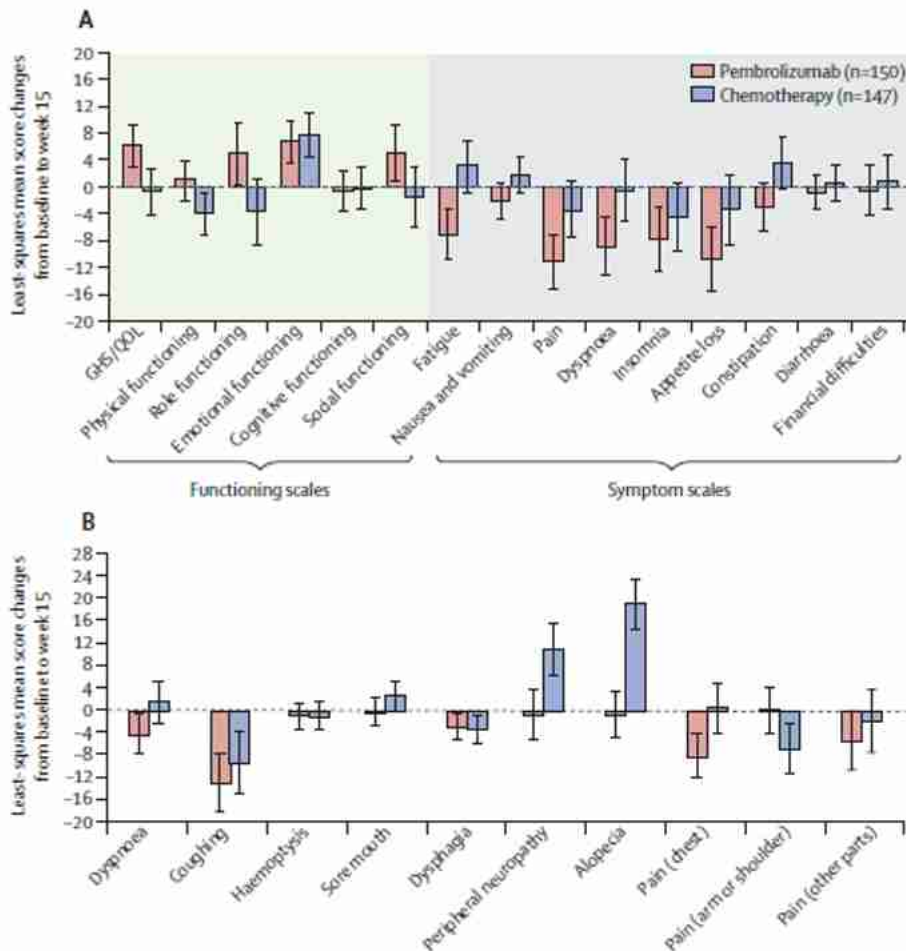 A
Least-squares mean score changes
from baseline to week 15
20
16
12
8
4
0
−4
−8
−12
−16
−20
Pembrolizumab (n=150)
Chemotherapy (n=147)
GHS/QOL
Physical functioning
Role functioning
Emotional functioning
Cognitive functioning
Social functioning
Fatigue
Nausea and vomiting
Pain
Dyspnoea
Insomnia
Appetite loss
Constipation
Diarrhoea
Financial difficulties
Functioning scales
Symptom scales
B
Least-squares mean score changes
from baseline to week 15
28
24
20
16
12
8
4
0
−4
−8
−12
−16
−20
Dyspnoea
Coughing
Haemoptysis
Sore mouth
Dysphagia
Peripheral neuropathy
Alopecia
Pain (chest)
Pain (arm or shoulder)
Pain (other parts)